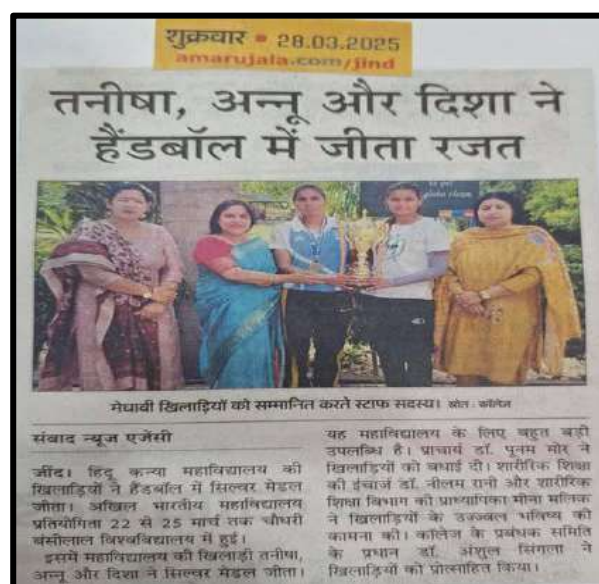 शुक्रवार • 28.03.2025
amarujala.com/jind
तनीषा, अन्नू और दिशा ने
हैंडबॉल में जीता रजत
मेधावी खिलाड़ियों को सम्मानित करते स्टाफ सदस्य। स्रोत : कॉलेज
संवाद न्यूज एजेंसी
जींद। हिंदू कन्या महाविद्यालय की
खिलाड़ियों ने हैंडबॉल में सिल्वर मेडल
जीता। अखिल भारतीय महाविद्यालय
प्रतियोगिता 22 से 25 मार्च तक चौधरी
बंसीलाल विश्वविद्यालय में हुई।
इसमें महाविद्यालय की खिलाड़ी तनीषा,
अन्नू और दिशा ने सिल्वर मेडल जीता।
यह महाविद्यालय के लिए बहुत बड़ी
उपलब्धि है। प्राचार्य डॉ. पूनम मोर ने
खिलाड़ियों को बधाई दी। शारीरिक शिक्षा
की इंचार्ज डॉ. नीलम रानी और शारीरिक
शिक्षा विभाग की प्राध्यापिका मीना मलिक
ने खिलाड़ियों के उज्ज्वल भविष्य की
कामना की। कॉलेज के प्रबंधक समिति
के प्रधान डॉ. अंशुल सिंगला ने
खिलाड़ियों को प्रोत्साहित किया।